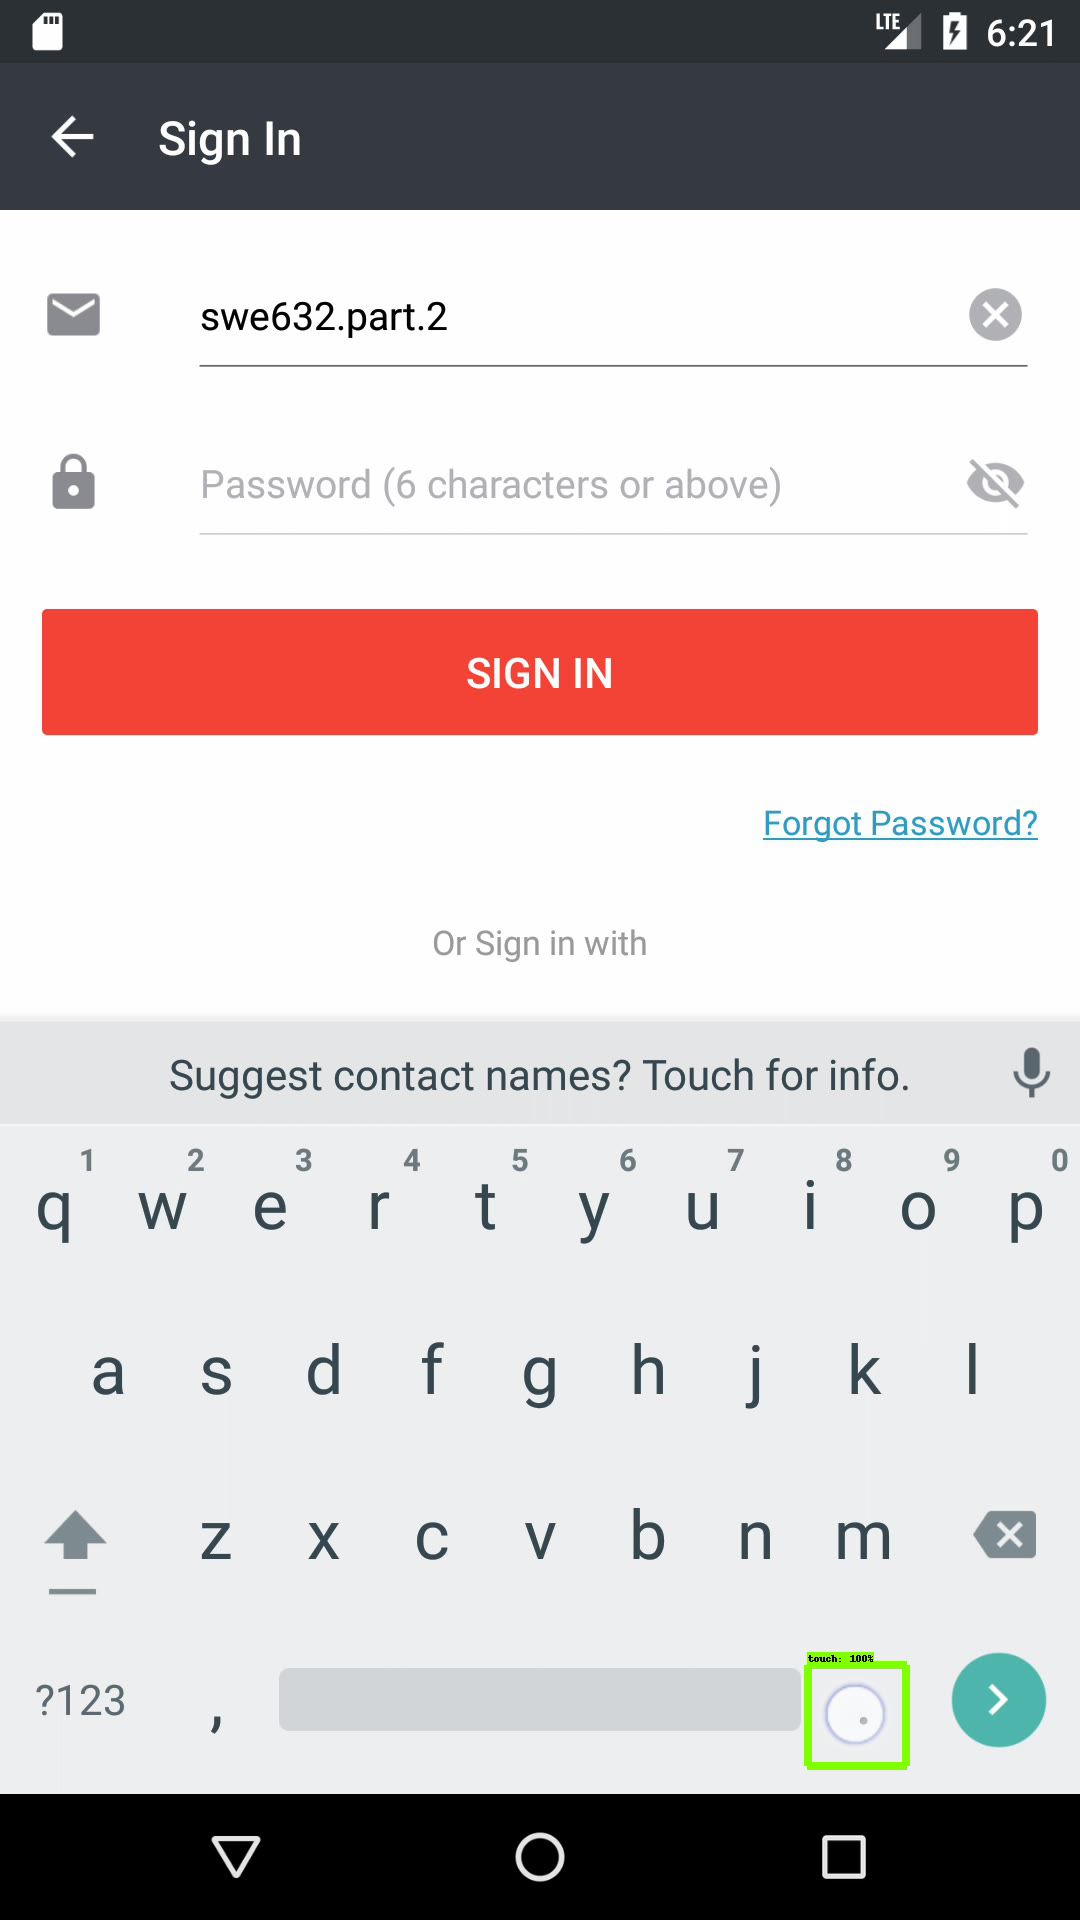 LTE 6:21
Sign In
swe632.part.2
Password (6 characters or above)
SIGN IN
Forgot Password?
Or Sign in with
Suggest contact names? Touch for info.
1 2 3 4 5 6 7 8 9 0
q w e r t y u i o p
a s d f g h j k l
z x c v b n m
touch: 100%
?123 , .